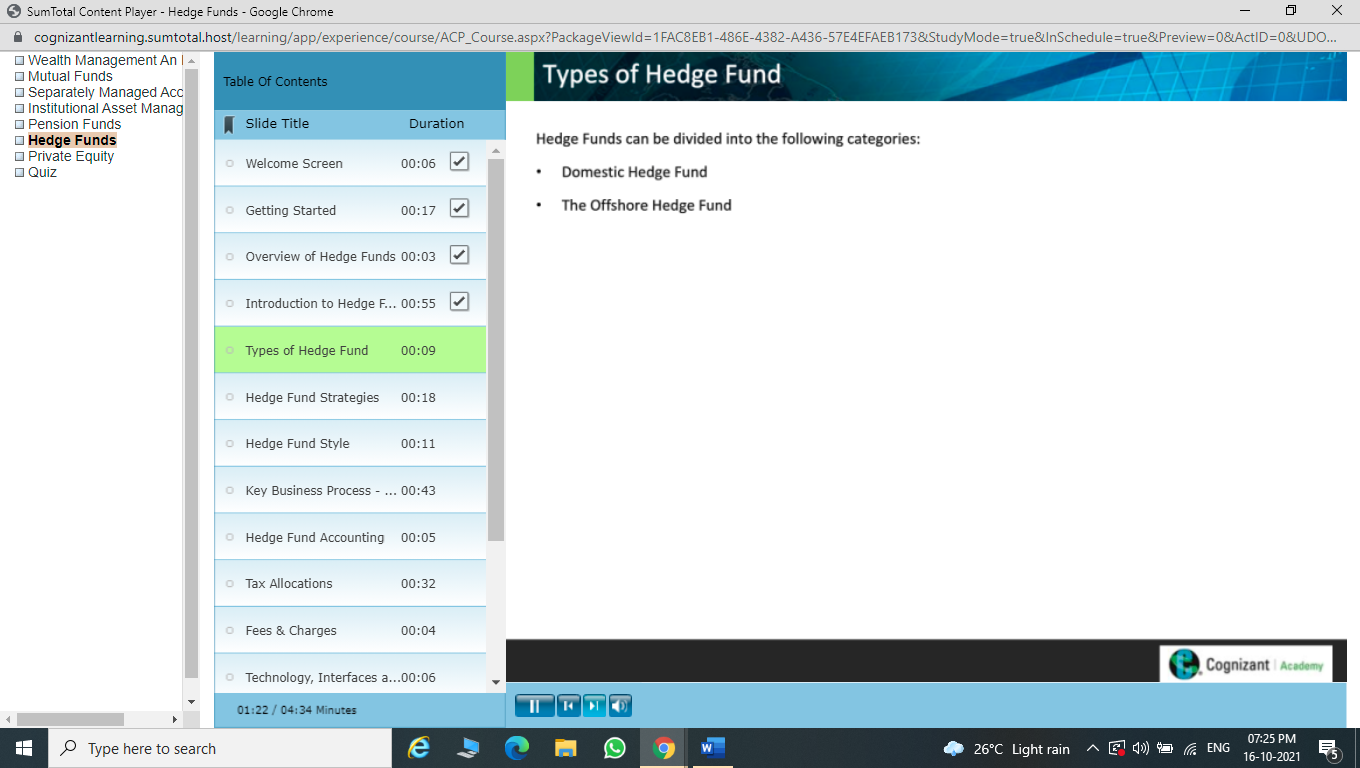 SumTotal Content Player - Hedge Funds - Google Chrome
cognizantlearning.sumtotal.host/learning/app/experience/course/ACP_Course.aspx?PackageViewId=1FAC8EB1-486E-4382-A436-57E4EFAEB173&StudyMode=true&InSchedule=true&Preview=0&ActID=0&UDO...
Wealth Management An
Mutual Funds
Separately Managed Acc
Institutional Asset Manag
Pension Funds
Hedge Funds
Private Equity
Quiz
Table Of Contents
Slide Title Duration
Welcome Screen 00:06
Getting Started 00:17
Overview of Hedge Funds 00:03
Introduction to Hedge F... 00:55
Types of Hedge Fund 00:09
Hedge Fund Strategies 00:18
Hedge Fund Style 00:11
Key Business Process - ... 00:43
Hedge Fund Accounting 00:05
Tax Allocations 00:32
Fees & Charges 00:04
Technology, Interfaces a... 00:06
01:22 / 04:34 Minutes
Types of Hedge Fund
Hedge Funds can be divided into the following categories:
• Domestic Hedge Fund
• The Offshore Hedge Fund
Cognizant | Academy
Type here to search
26°C Light rain
ENG
07:25 PM
16-10-2021
5